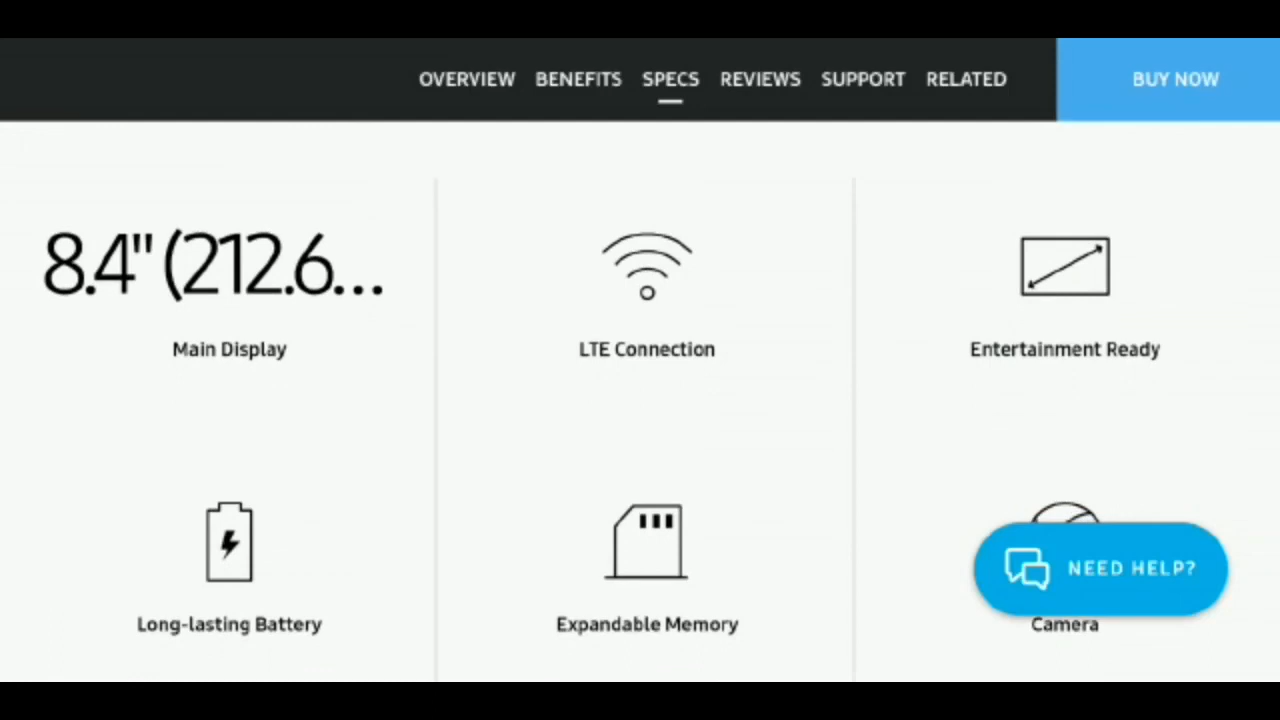 OVERVIEW BENEFITS SPECS REVIEWS SUPPORT RELATED BUY NOW
8.4" (212.6...
Main Display
LTE Connection
Entertainment Ready
Long-lasting Battery
Expandable Memory
NEED HELP?
Camera